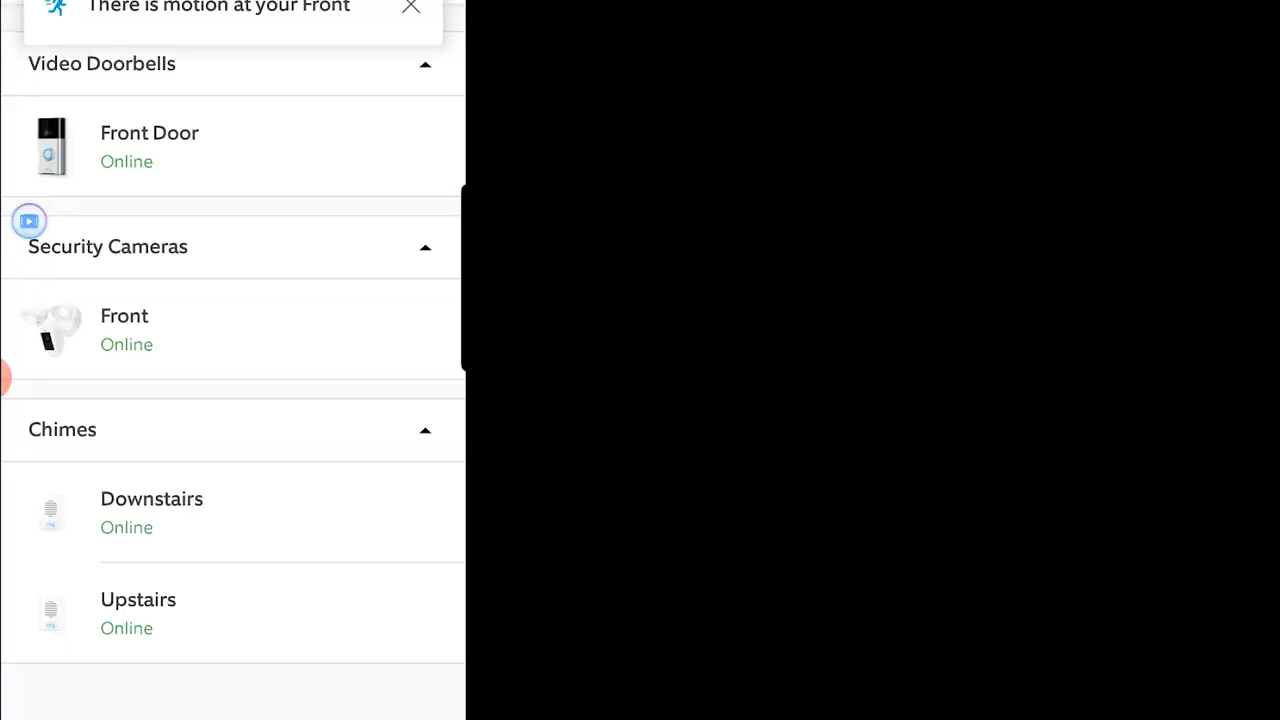 There is motion at your Front
Video Doorbells
Front Door
Online
Security Cameras
Front
Online
Chimes
Downstairs
Online
Upstairs
Online